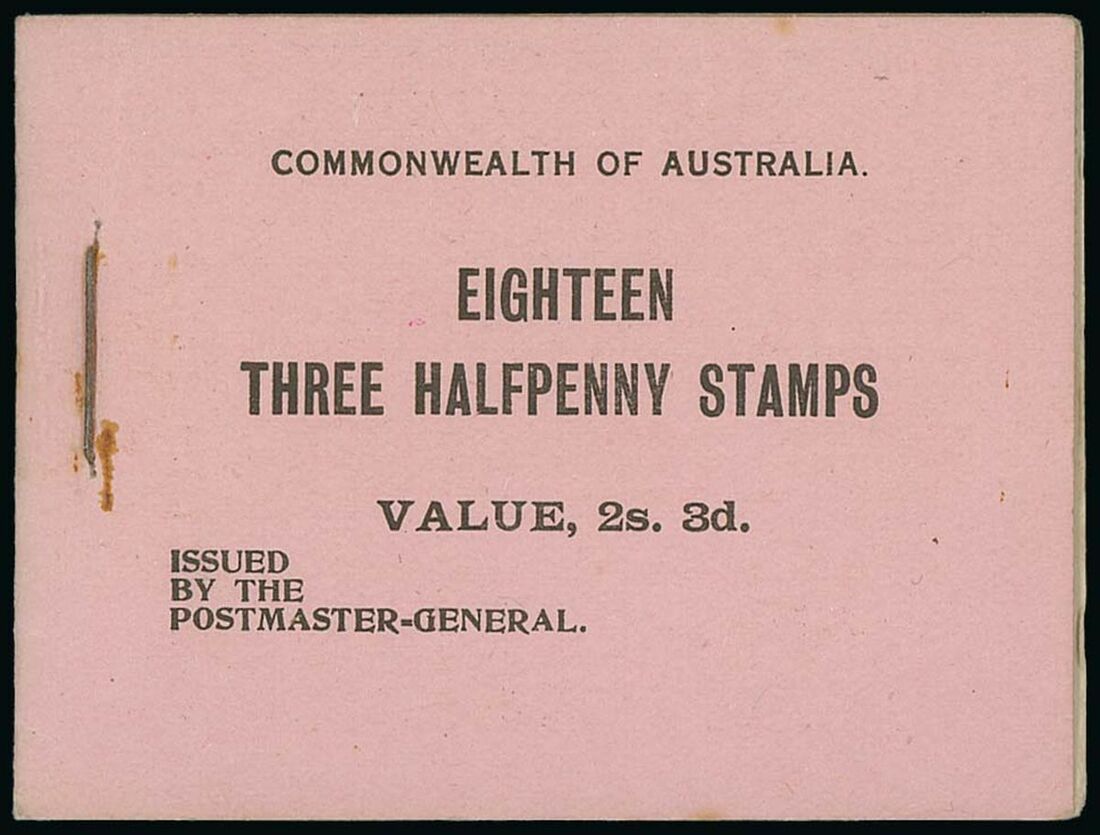 COMMONWEALTH OF AUSTRALIA.
EIGHTEEN
THREE HALFPENNY STAMPS
VALUE, 2s. 3d.
ISSUED
BY THE
POSTMASTER-GENERAL.